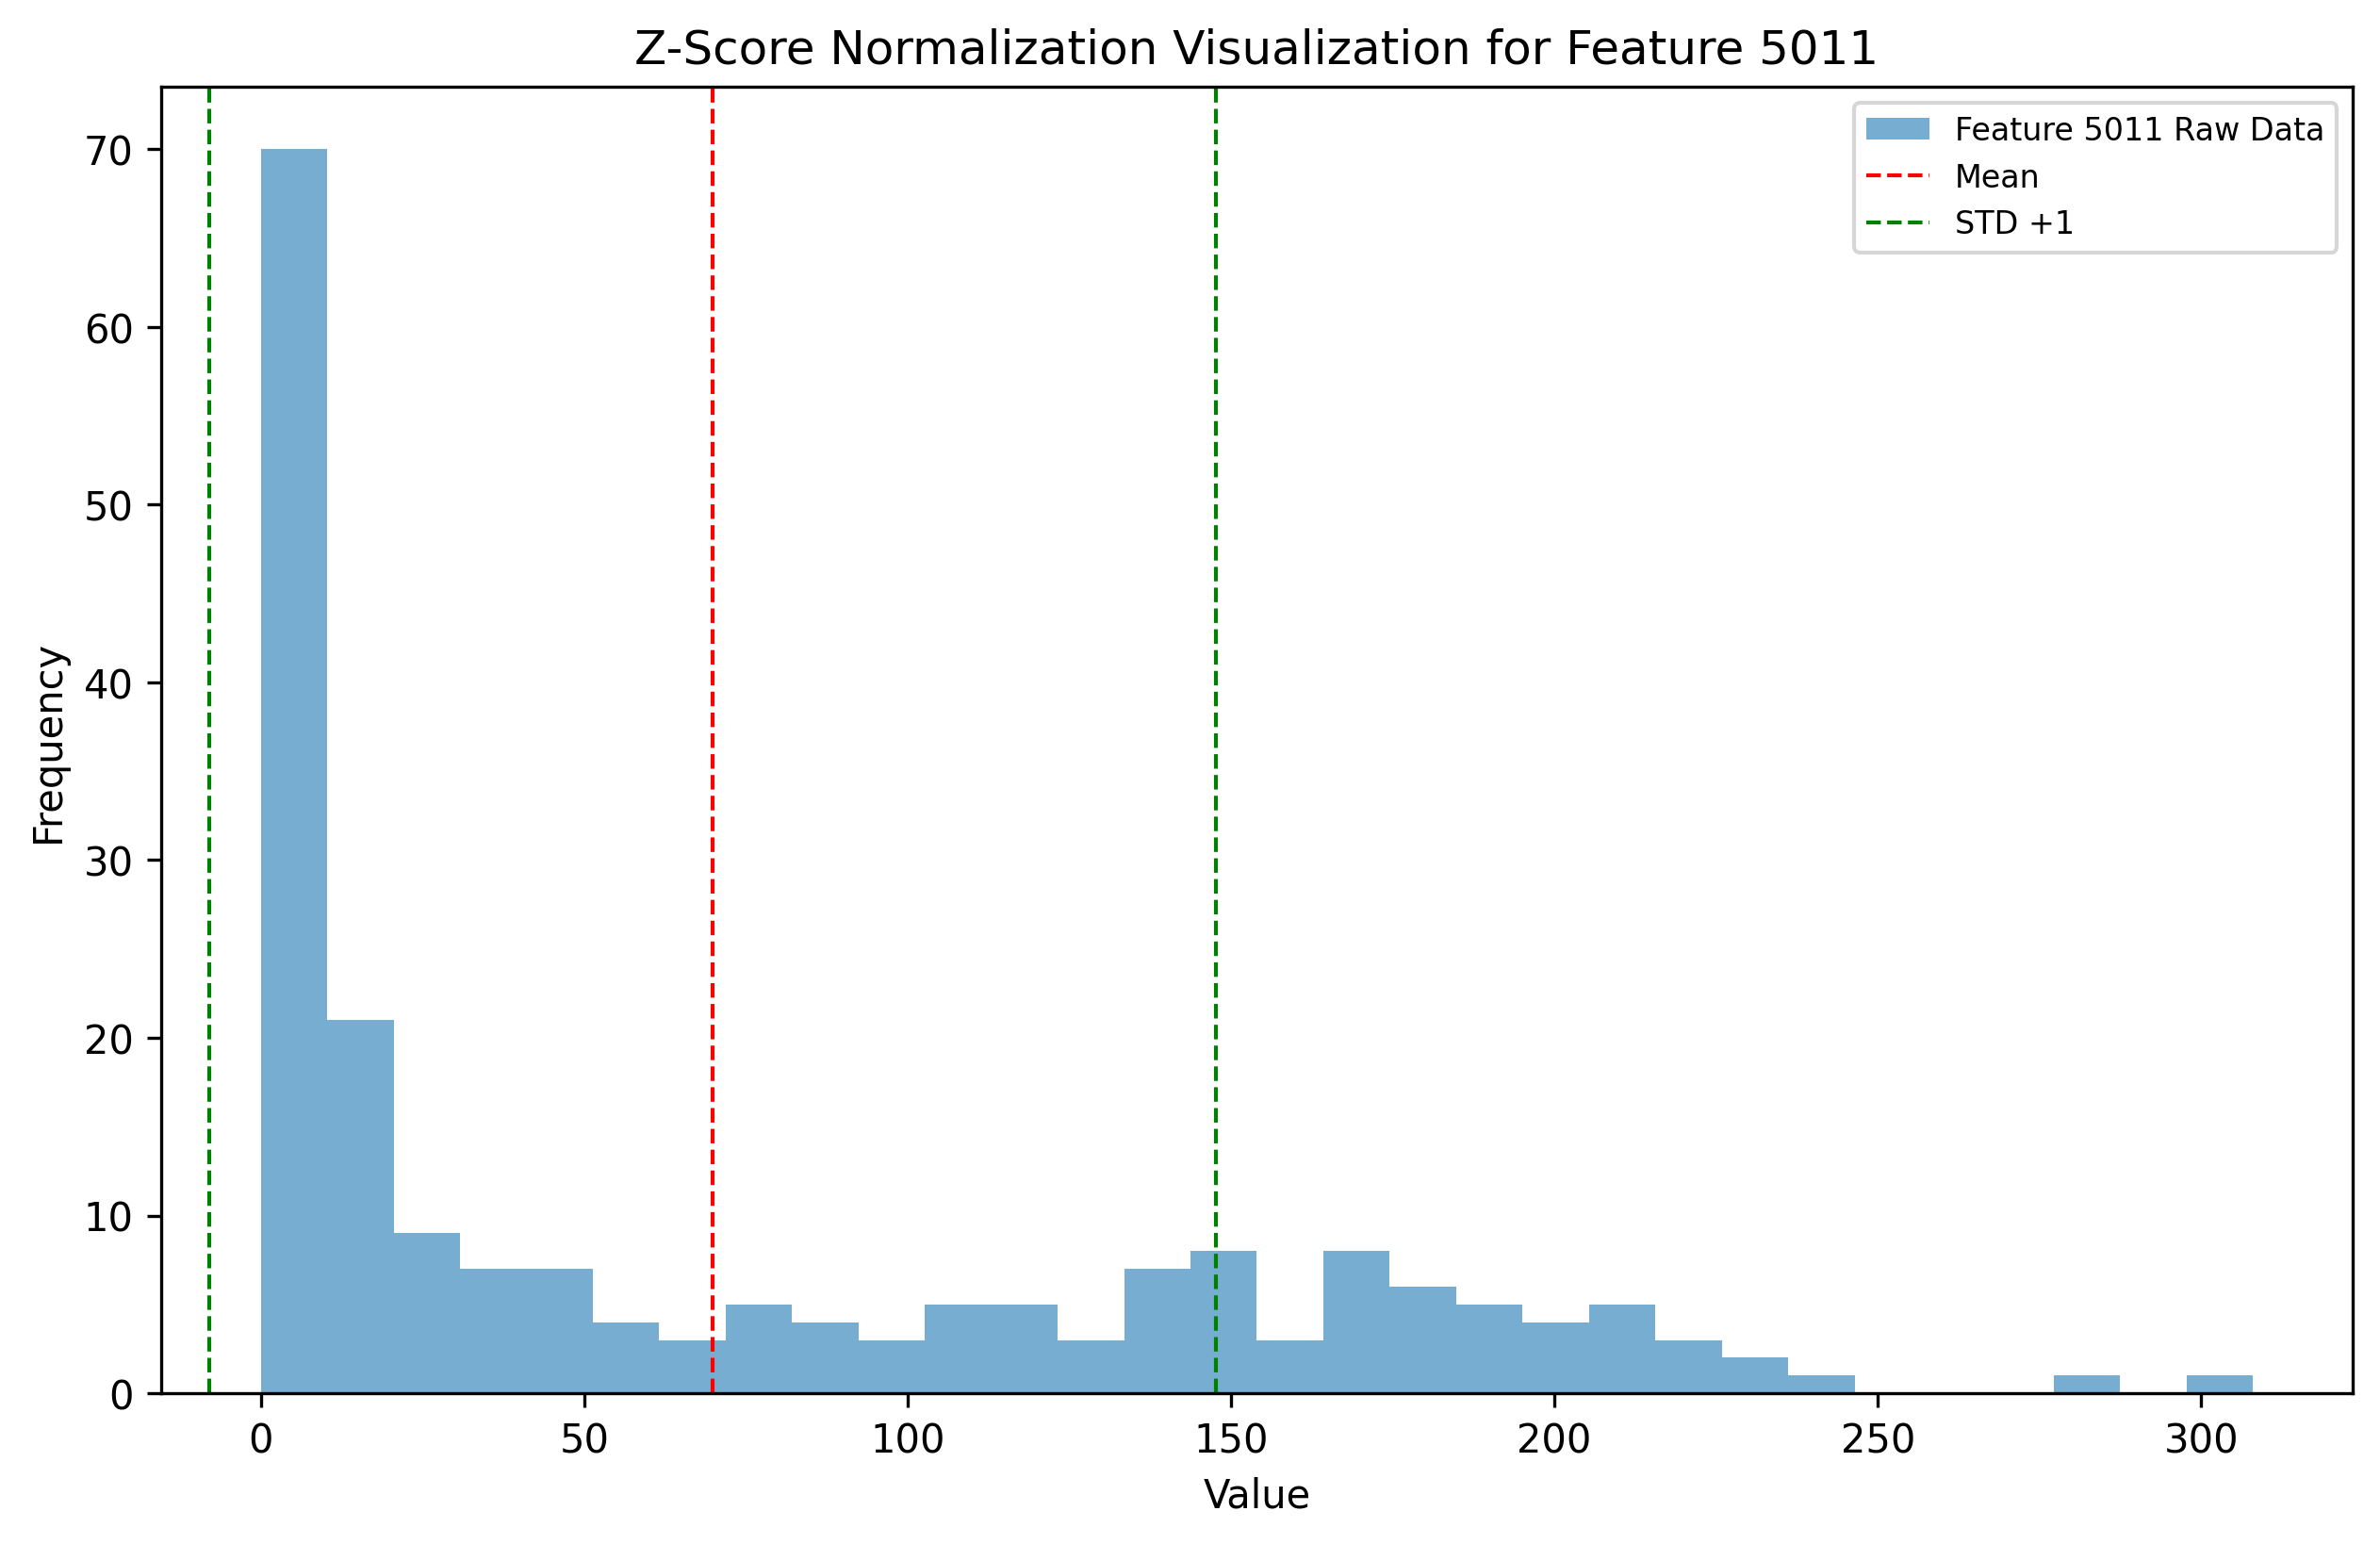 Z-Score Normalization Visualization for Feature 5011
Feature 5011 Raw Data
Mean
STD +1
Frequency
70
60
50
40
30
20
10
0
0 50 100 150 200 250 300
Value